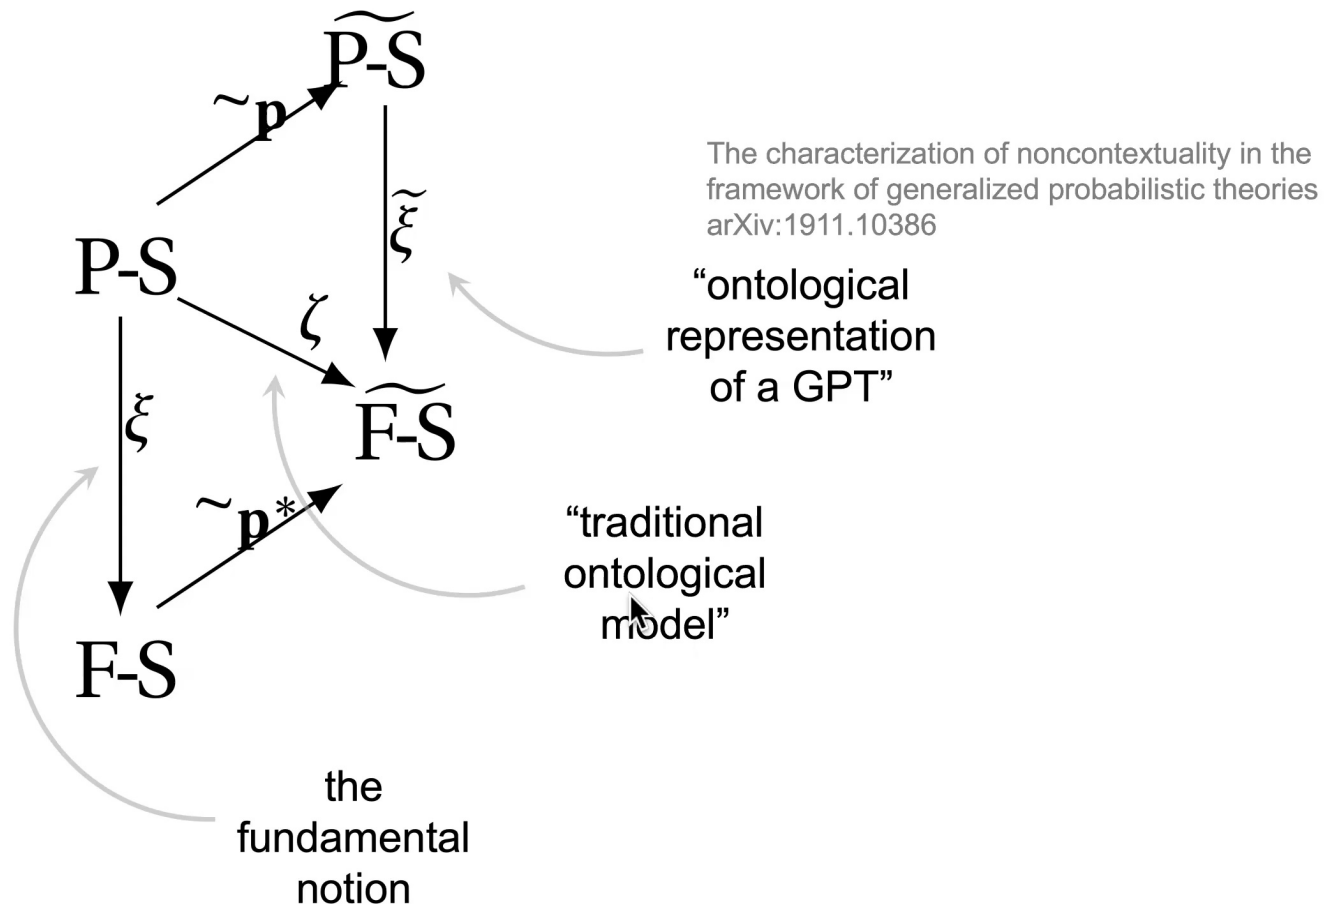 P͠-S
~p
The characterization of noncontextuality in the
framework of generalized probabilistic theories
arXiv:1911.10386
ξ̃
P-S
“ontological
representation
of a GPT”
ζ
ξ
F͠-S
~p*
“traditional
ontological
model”
F-S
the
fundamental
notion